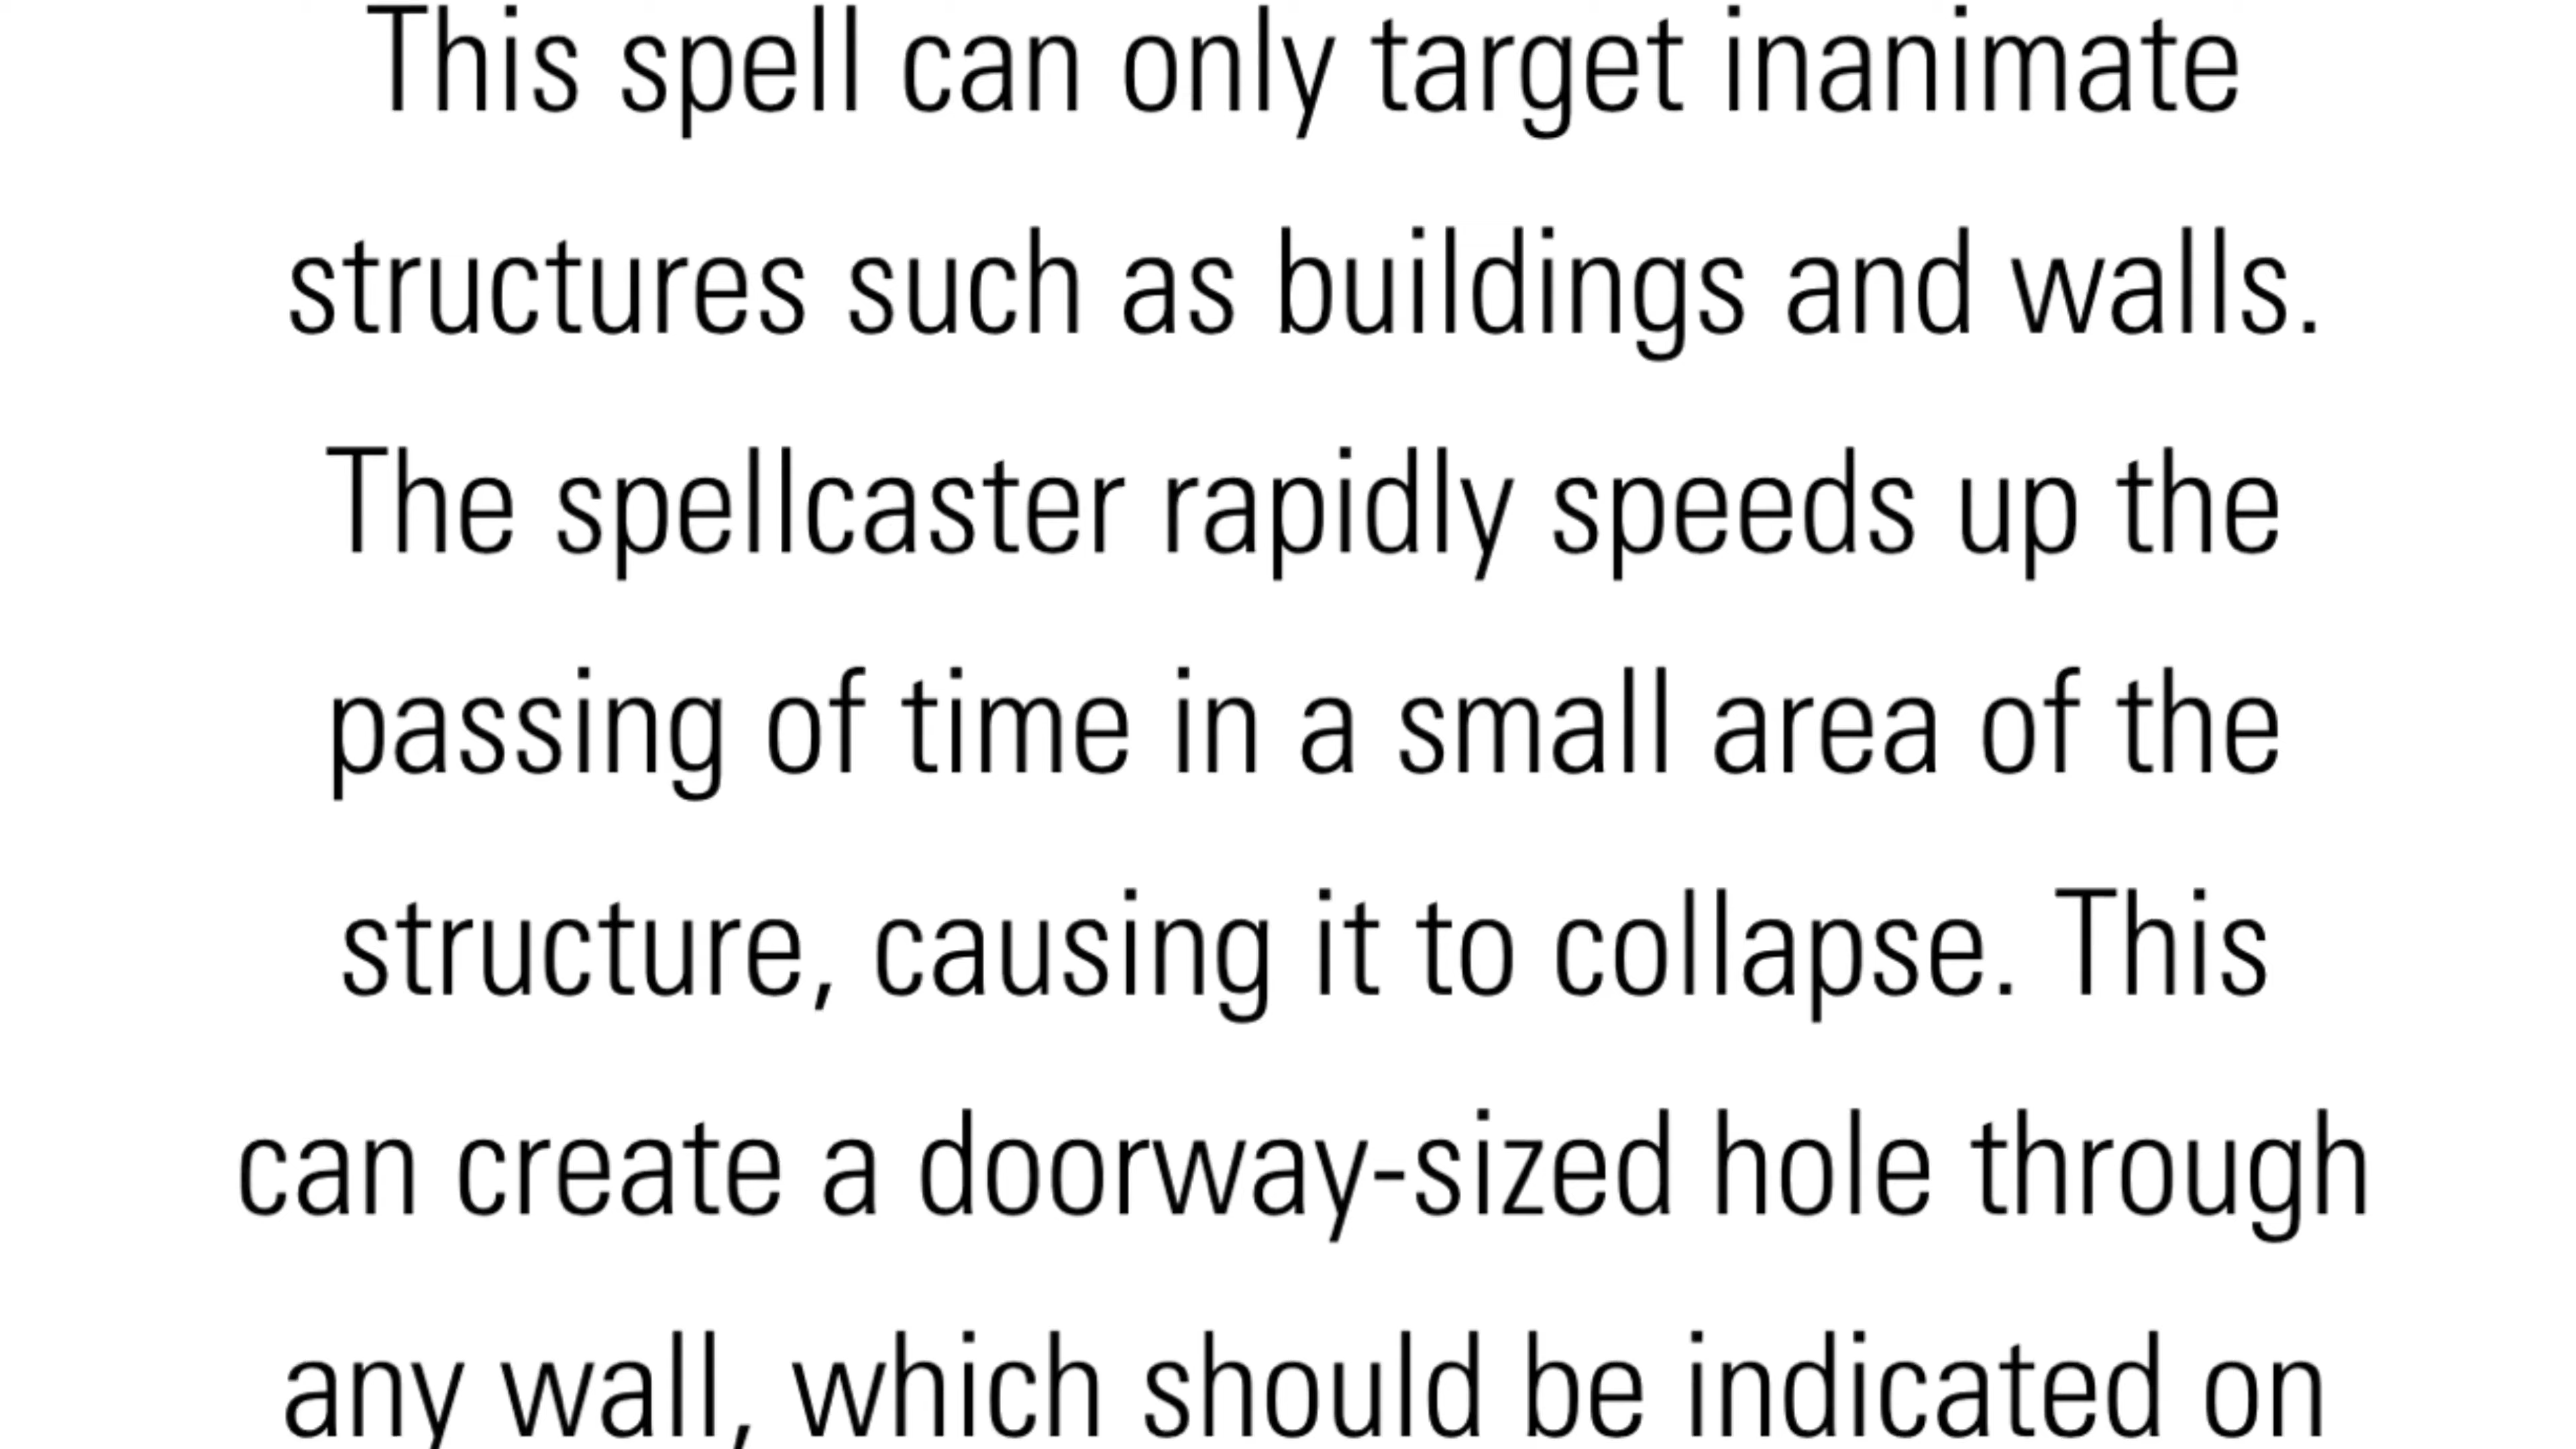 This spell can only target inanimate
structures such as buildings and walls.
The spellcaster rapidly speeds up the
passing of time in a small area of the
structure, causing it to collapse. This
can create a doorway-sized hole through
any wall, which should be indicated on